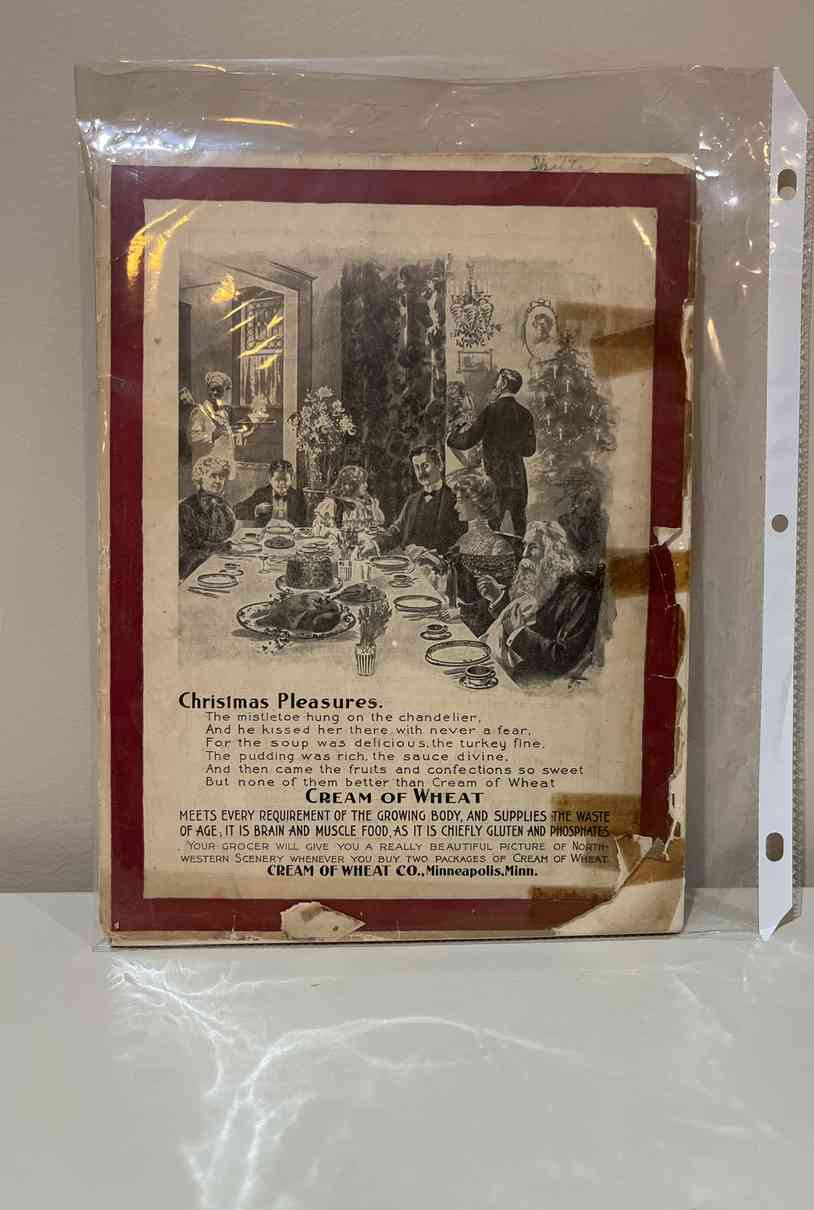 Christmas Pleasures.
The mistletoe hung on the chandelier,
And he kissed her there with never a fear,
For the soup was delicious, the turkey fine,
The pudding was rich, the sauce divine,
And then came the fruits and confections so sweet
But none of them better than Cream of Wheat
CREAM OF WHEAT
MEETS EVERY REQUIREMENT OF THE GROWING BODY, AND SUPPLIES THE WASTE
OF AGE, IT IS BRAIN AND MUSCLE FOOD, AS IT IS CHIEFLY GLUTEN AND PHOSPHATES
YOUR GROCER WILL GIVE YOU A REALLY BEAUTIFUL PICTURE OF NORTH-
WESTERN SCENERY WHENEVER YOU BUY TWO PACKAGES OF CREAM OF WHEAT.
CREAM OF WHEAT CO., Minneapolis, Minn.